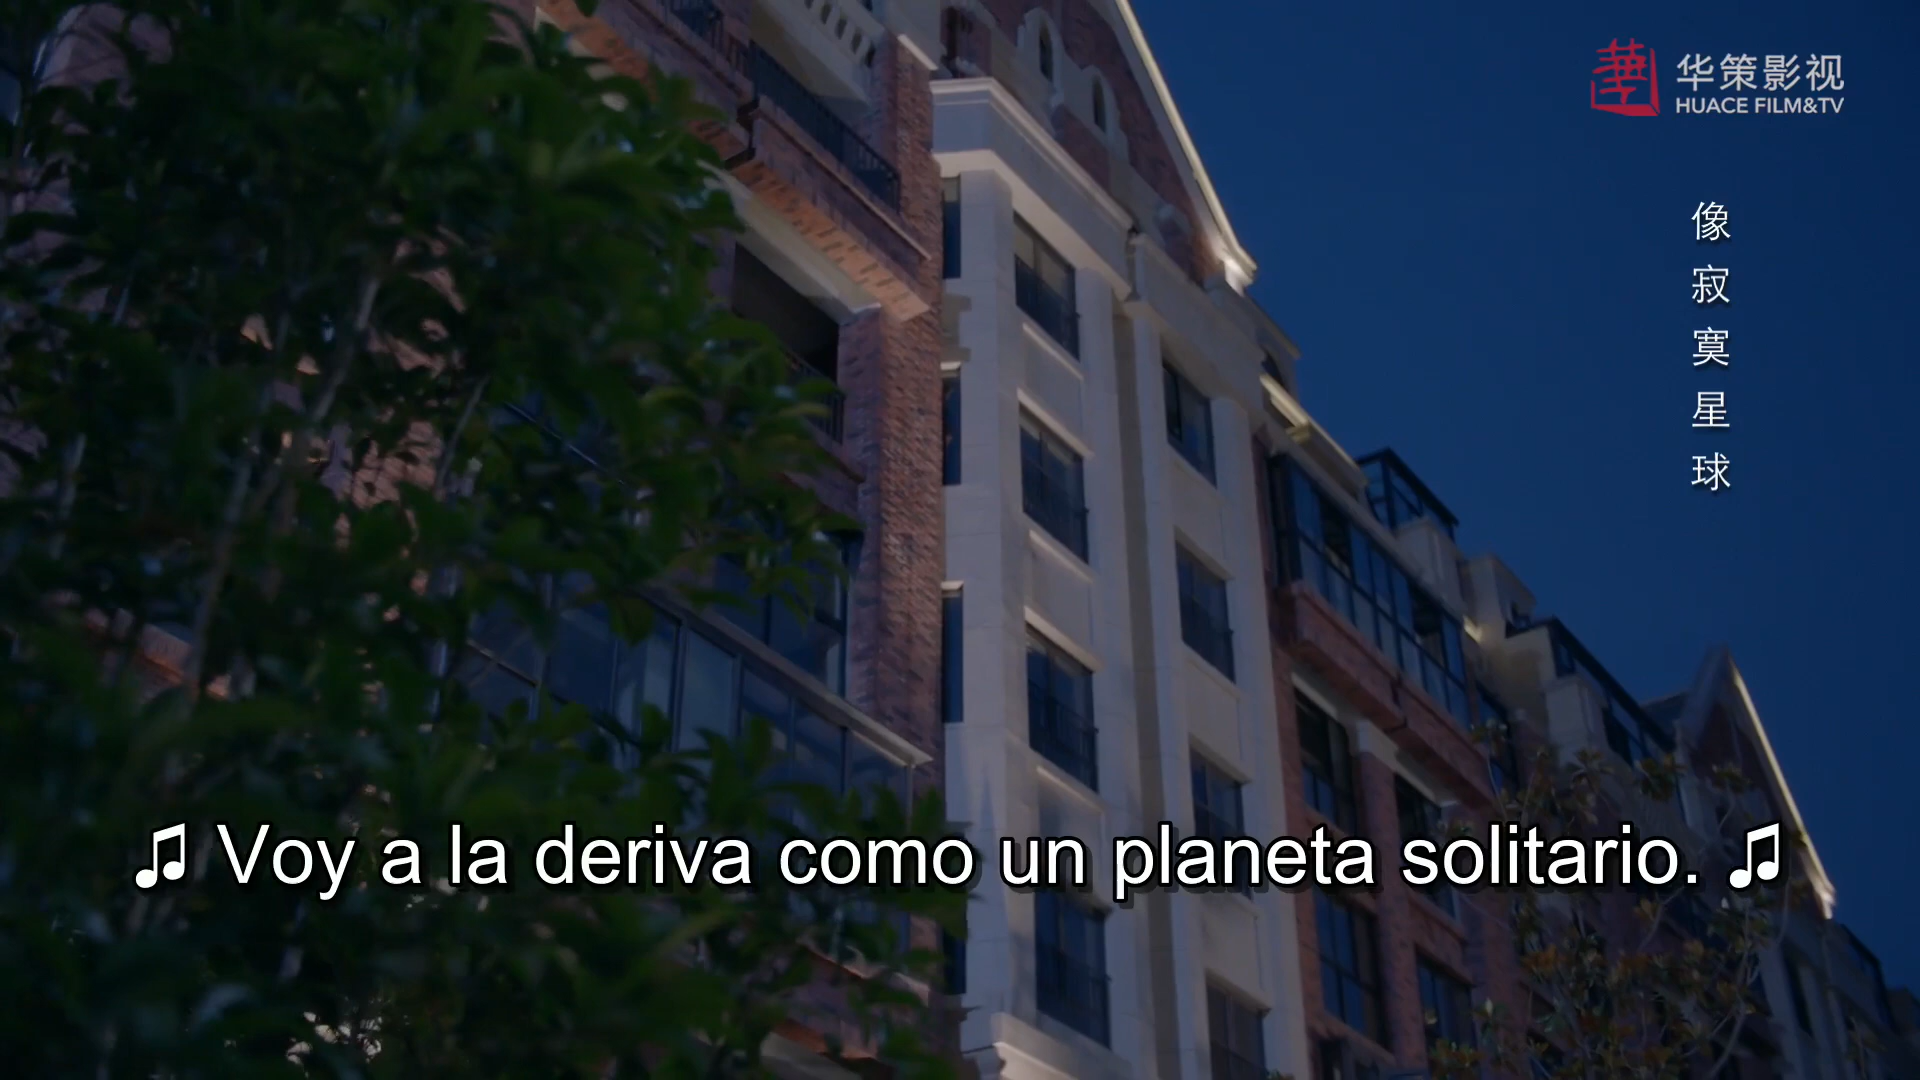 华策影视
HUACE FILM&TV
像寂寞星球
♫ Voy a la deriva como un planeta solitario. ♫